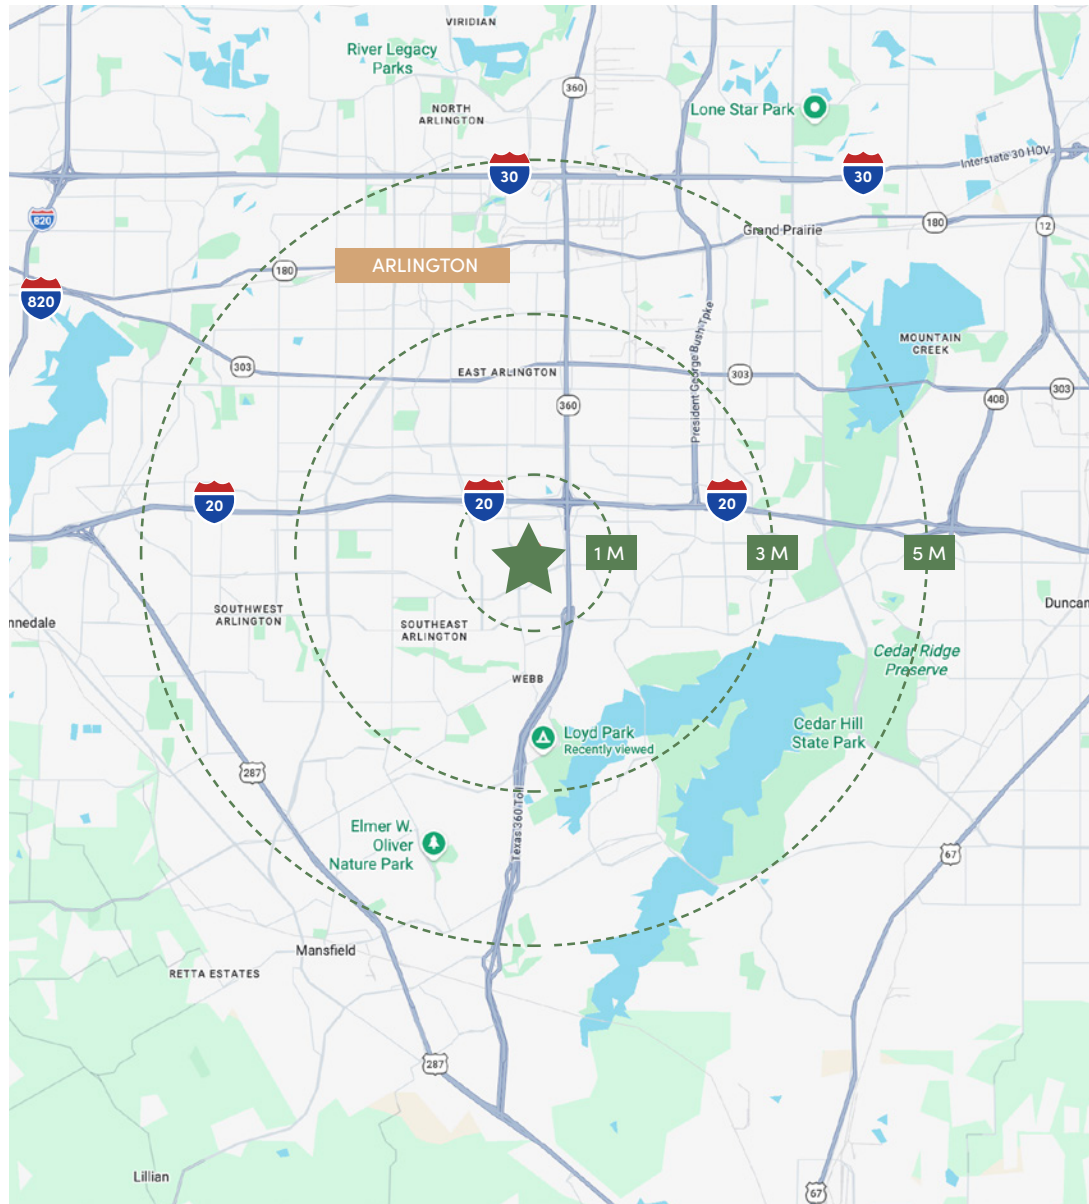 VIRIDIAN
River Legacy
Parks
360
NORTH
ARLINGTON
Lone Star Park
Interstate 30 HOV
30
30
820
180
Grand Prairie
180
12
ARLINGTON
820
President George Bush Tpke
MOUNTAIN
CREEK
303
EAST ARLINGTON
303
303
360
408
20
20
20
1 M
3 M
5 M
SOUTHWEST
ARLINGTON
SOUTHEAST
ARLINGTON
nnedale
Duncan
Cedar Ridge
Preserve
WEBB
Loyd Park
Recently viewed
Cedar Hill
State Park
287
Texas 360 Toll
Elmer W.
Oliver
Nature Park
67
Mansfield
RETTA ESTATES
287
Lillian
67